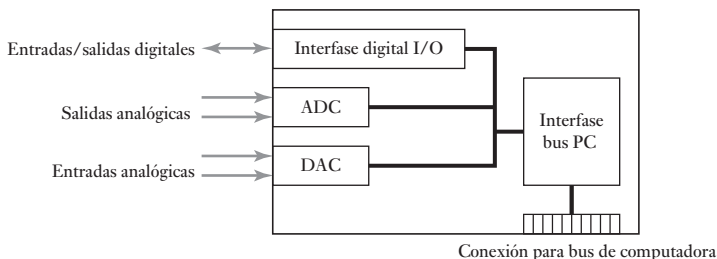 Entradas/salidas digitales
Interfase digital I/O
Salidas analógicas
ADC
Interfase
bus PC
Entradas analógicas
DAC
Conexión para bus de computadora